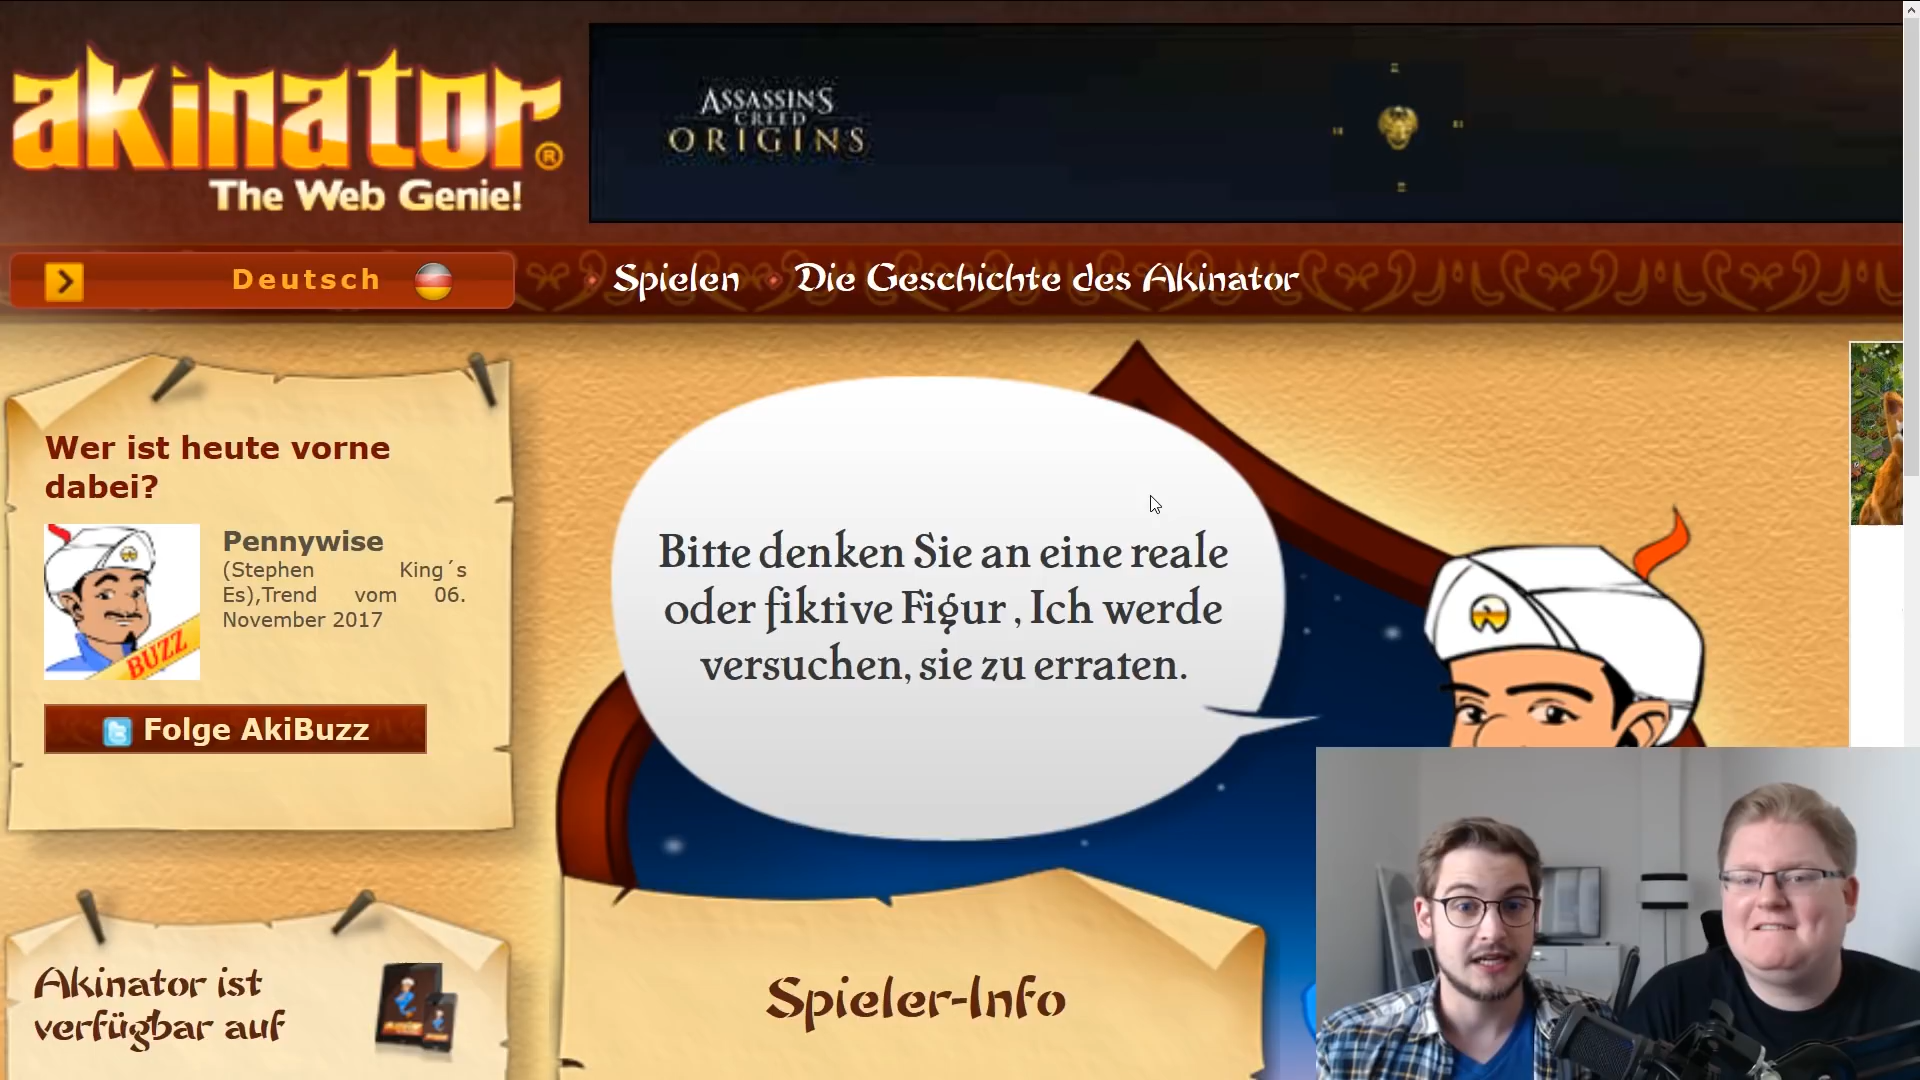 akinator®
The Web Genie!
ASSASSIN'S
CREED
ORIGINS
Deutsch
Spielen
Die Geschichte des Akinator
Wer ist heute vorne
dabei?
Pennywise
(Stephen King´s
Es),Trend vom 06.
November 2017
BUZZ
Folge AkiBuzz
Bitte denken Sie an eine reale
oder fiktive Figur , Ich werde
versuchen, sie zu erraten.
Akinator ist
verfügbar auf
Spieler-Info